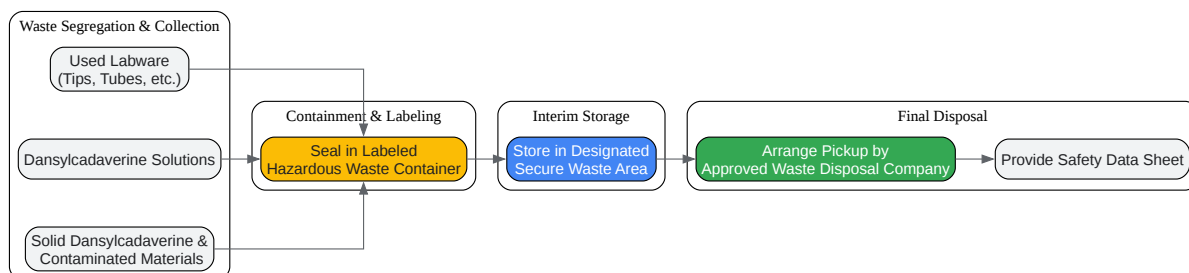 Waste Segregation & Collection
Used Labware
(Tips, Tubes, etc.)
Dansylcadaverine Solutions
Solid Dansylcadaverine &
Contaminated Materials
Containment & Labeling
Seal in Labeled
Hazardous Waste Container
Interim Storage
Store in Designated
Secure Waste Area
Final Disposal
Arrange Pickup by
Approved Waste Disposal Company
Provide Safety Data Sheet